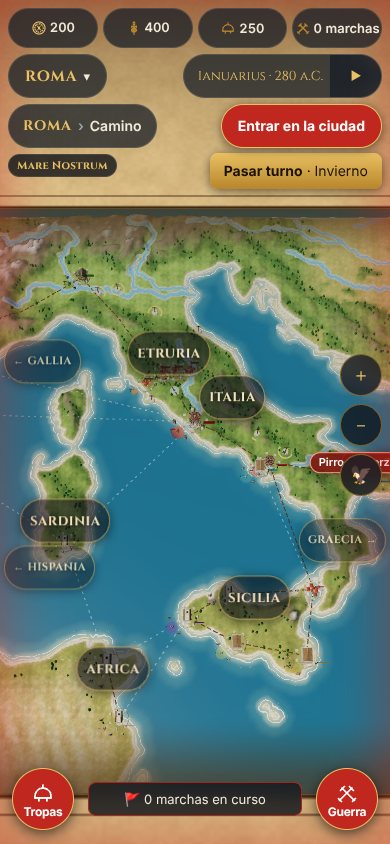 200
400
250
0 marchas
ROMA ▾
IANUARIUS · 280 A.C.
ROMA › Camino
Entrar en la ciudad
MARE NOSTRUM
Pasar turno · Invierno
← GALLIA
ETRURIA
ITALIA
+
−
Pirro
SARDINIA
GRAECIA →
← HISPANIA
SICILIA
AFRICA
Tropas
0 marchas en curso
Guerra